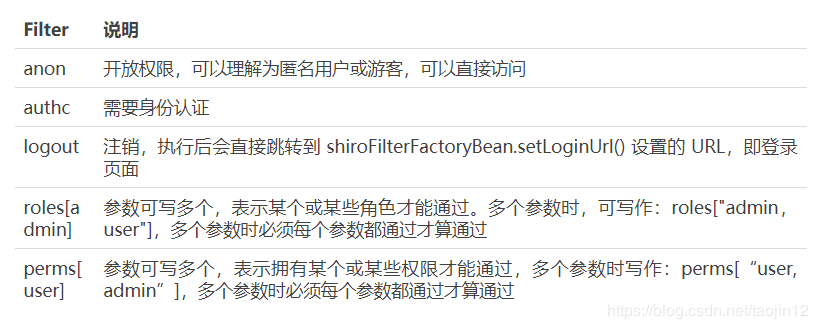 Filter 说明
anon 开放权限，可以理解为匿名用户或游客，可以直接访问
authc 需要身份认证
logout 注销，执行后会直接跳转到 shiroFilterFactoryBean.setLoginUrl() 设置的 URL，即登录
页面
roles[a 参数可写多个，表示某个或某些角色才能通过。多个参数时，可写作：roles["admin，
dmin] user"]，多个参数时必须每个参数都通过才算通过
perms[ 参数可写多个，表示拥有某个或某些权限才能通过，多个参数时写作：perms[“user,
user] admin”]，多个参数时必须每个参数都通过才算通过
https://blog.csdn.net/taojin12